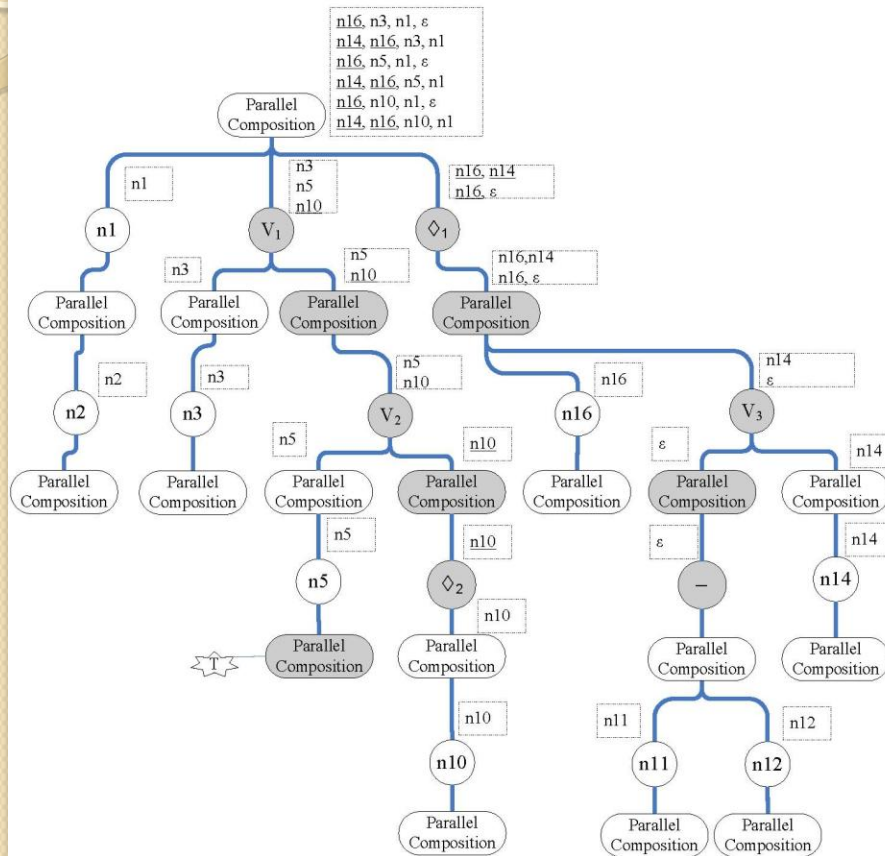 n16, n3, n1, ε
n14, n16, n3, n1
n16, n5, n1, ε
n14, n16, n5, n1
n16, n10, n1, ε
n14, n16, n10, n1
Parallel
Composition
n1
n3
n5
n10
n16, n14
n16, ε
n1
V₁
◇₁
n3
n5
n10
n16,n14
n16, ε
Parallel
Composition
Parallel
Composition
Parallel
Composition
Parallel
Composition
n2
n3
n5
n10
n16
n14
ε
n2
n3
V₂
n16
V₃
n5
n10
ε
n14
Parallel
Composition
Parallel
Composition
Parallel
Composition
Parallel
Composition
Parallel
Composition
Parallel
Composition
Parallel
Composition
n5
n10
ε
n14
n5
◇₂
–
n14
n10
T
Parallel
Composition
Parallel
Composition
Parallel
Composition
Parallel
Composition
n10
n11
n12
n10
n11
n12
Parallel
Composition
Parallel
Composition
Parallel
Composition